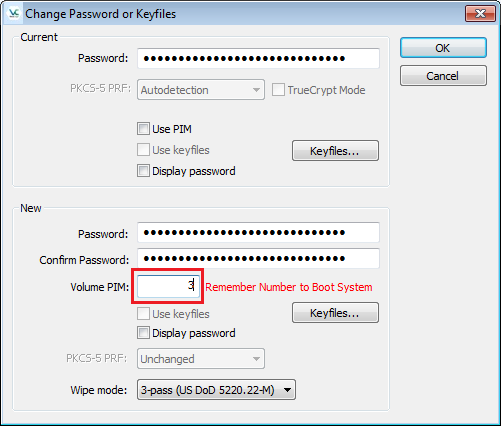 Change Password or Keyfiles
Current
Password: ••••••••••••••••••••••••••••••
PKCS-5 PRF: Autodetection TrueCrypt Mode
Use PIM
Use keyfiles Keyfiles...
Display password
OK
Cancel
New
Password: ••••••••••••••••••••••••••••••
Confirm Password: ••••••••••••••••••••••••••••••
Volume PIM: 3 Remember Number to Boot System
Use keyfiles Keyfiles...
Display password
PKCS-5 PRF: Unchanged
Wipe mode: 3-pass (US DoD 5220.22-M)